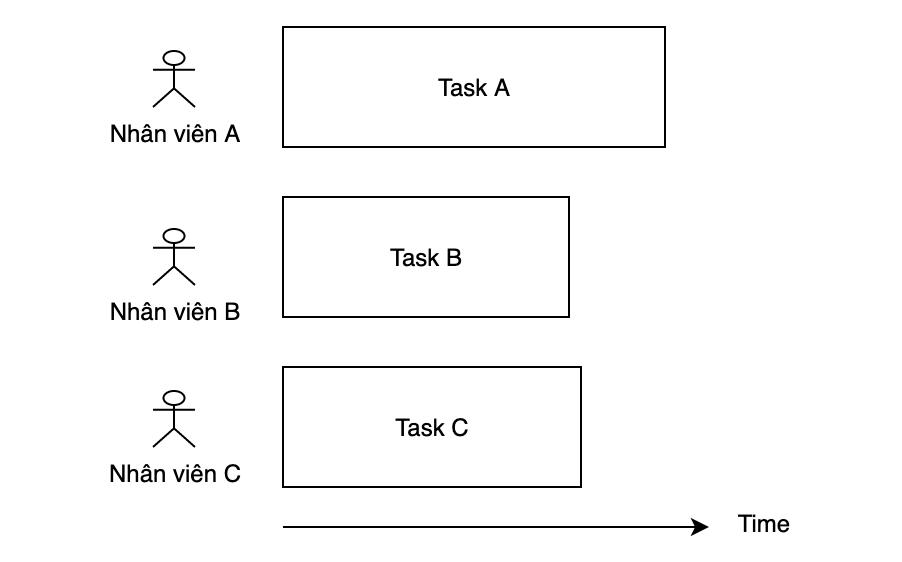 Task A
Nhân viên A
Task B
Nhân viên B
Task C
Nhân viên C
Time